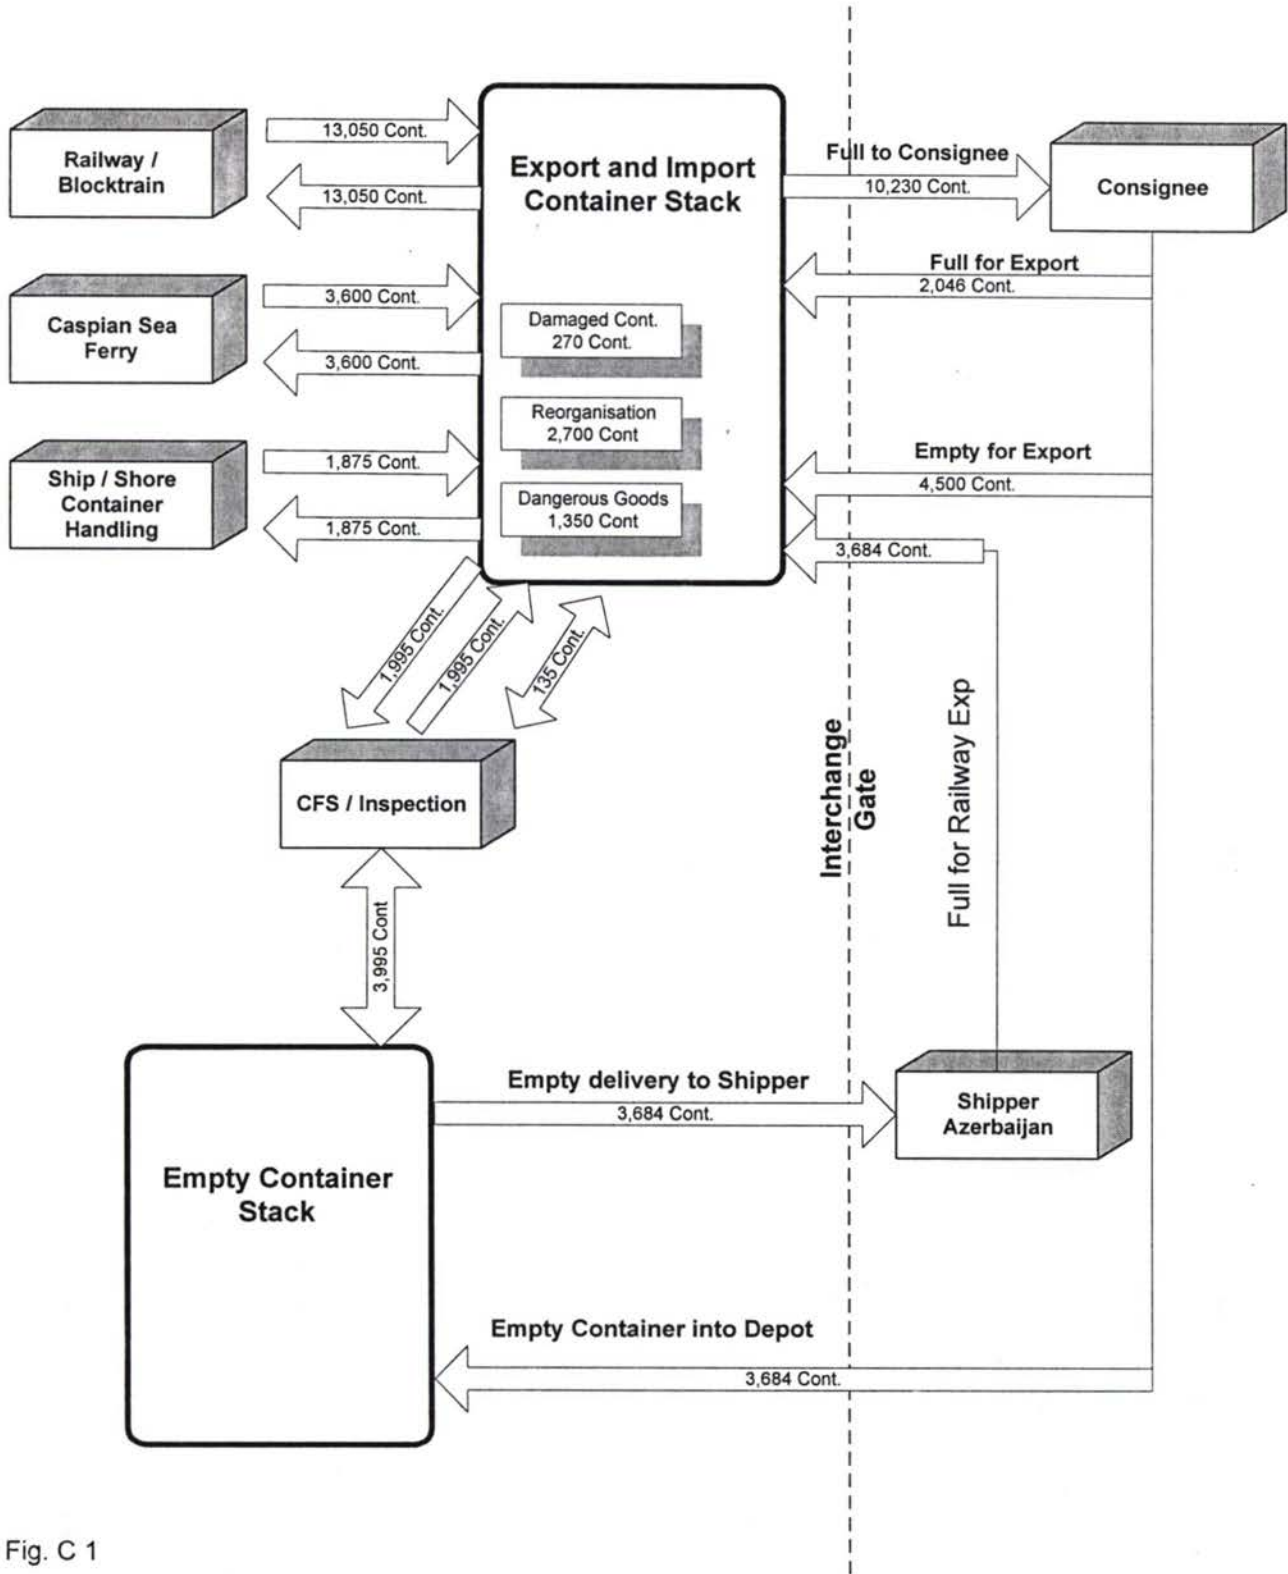 Railway /
Blocktrain
13,050 Cont.
13,050 Cont.
Caspian Sea
Ferry
3,600 Cont.
3,600 Cont.
Ship / Shore
Container
Handling
1,875 Cont.
1,875 Cont.
Export and Import
Container Stack
Damaged Cont.
270 Cont.
Reorganisation
2,700 Cont
Dangerous Goods
1,350 Cont
Full to Consignee
10,230 Cont.
Consignee
Full for Export
2,046 Cont.
Empty for Export
4,500 Cont.
3,684 Cont.
1,995 Cont.
1,995 Cont.
135 Cont.
CFS / Inspection
Interchange
Gate
Full for Railway Exp
3,995 Cont
Empty delivery to Shipper
3,684 Cont.
Shipper
Azerbaijan
Empty Container
Stack
Empty Container into Depot
3,684 Cont.
Fig. C 1